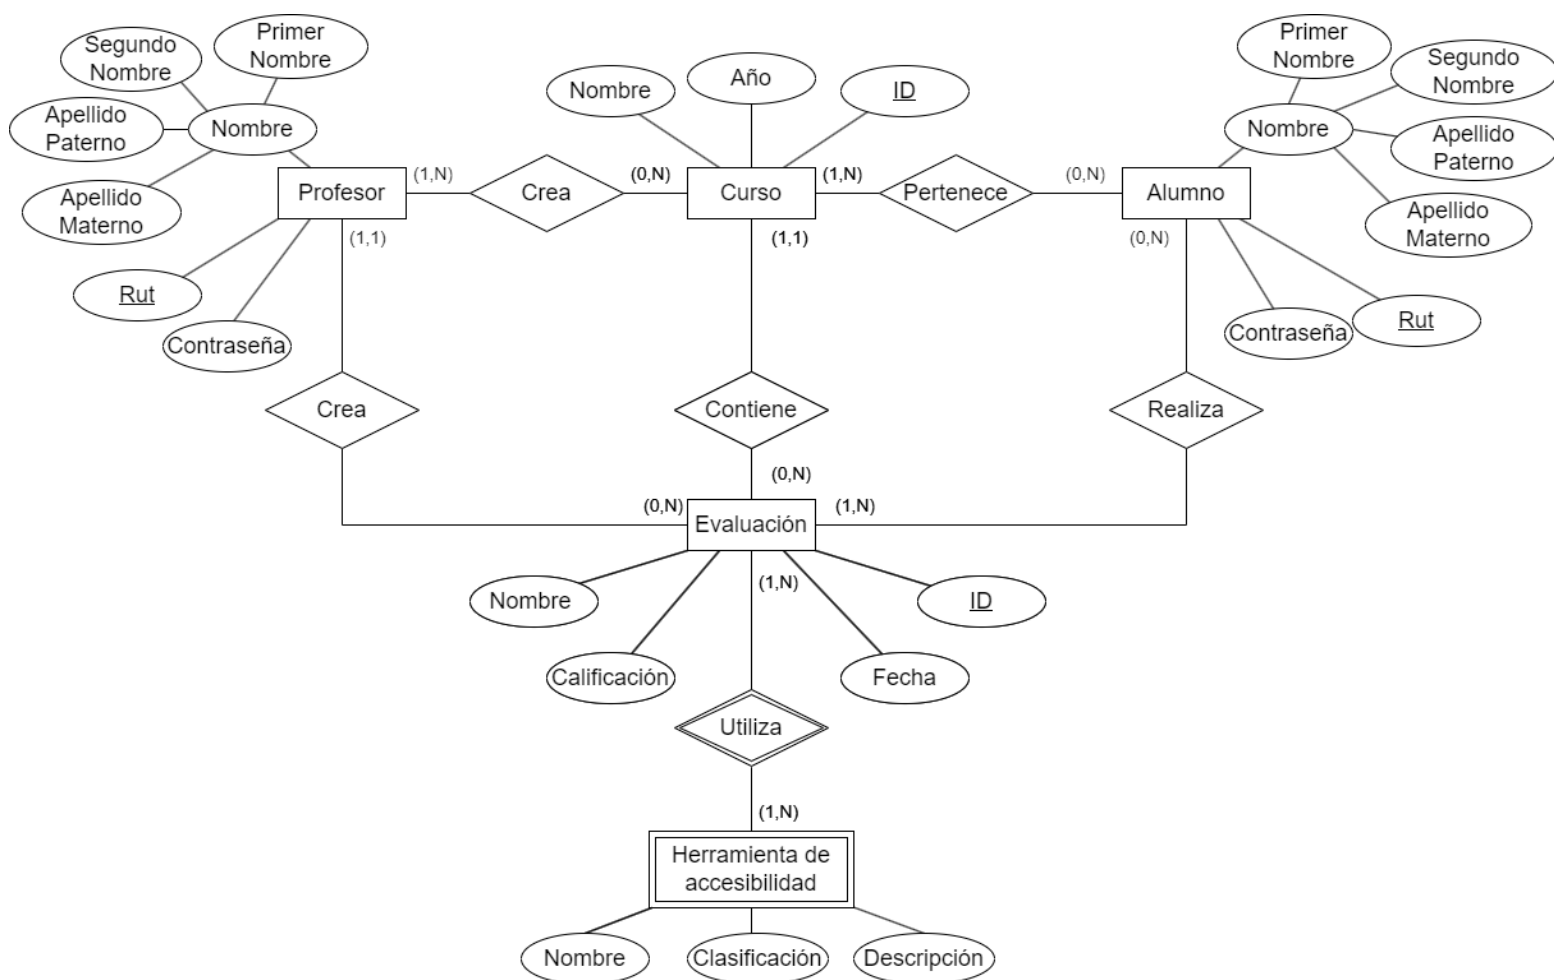 Primer
Nombre
Segundo
Nombre
Apellido
Paterno
Nombre
Apellido
Materno
Profesor
(1,N)
Crea
(0,N)
Nombre
Año
ID
Curso
(1,N)
Pertenece
(0,N)
Alumno
Primer
Nombre
Segundo
Nombre
Nombre
Apellido
Paterno
Apellido
Materno
(1,1)
(1,1)
(0,N)
Rut
Contraseña
Contraseña
Rut
Crea
Contiene
Realiza
(0,N)
(0,N)
(1,N)
Evaluación
Nombre
(1,N)
ID
Calificación
Fecha
Utiliza
(1,N)
Herramienta de
accesibilidad
Nombre
Clasificación
Descripción